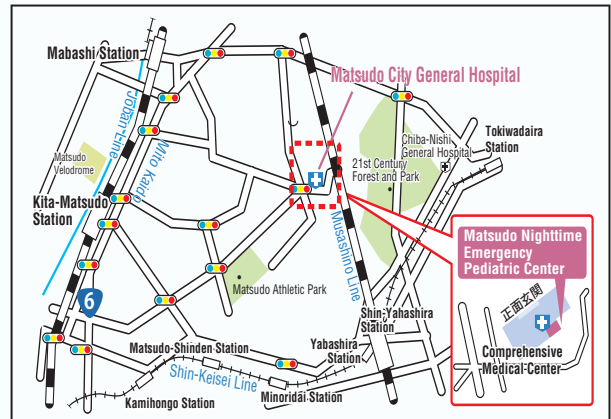 Mabashi Station
Matsudo City General Hospital
Joban-Line
Mito Kaido
Matsudo
Velodrome
Chiba-Nishi
General Hospital
Tokiwadaira
Station
21st Century
Forest and Park
Kita-Matsudo
Station
Musashino Line
Matsudo Nighttime
Emergency
Pediatric Center
正面玄関
Comprehensive
Medical Center
6
Matsudo Athletic Park
Shin-Yahashira
Station
Yabashira
Station
Matsudo-Shinden Station
Shin-Keisei Line
Minoridai Station
Kamihongo Station